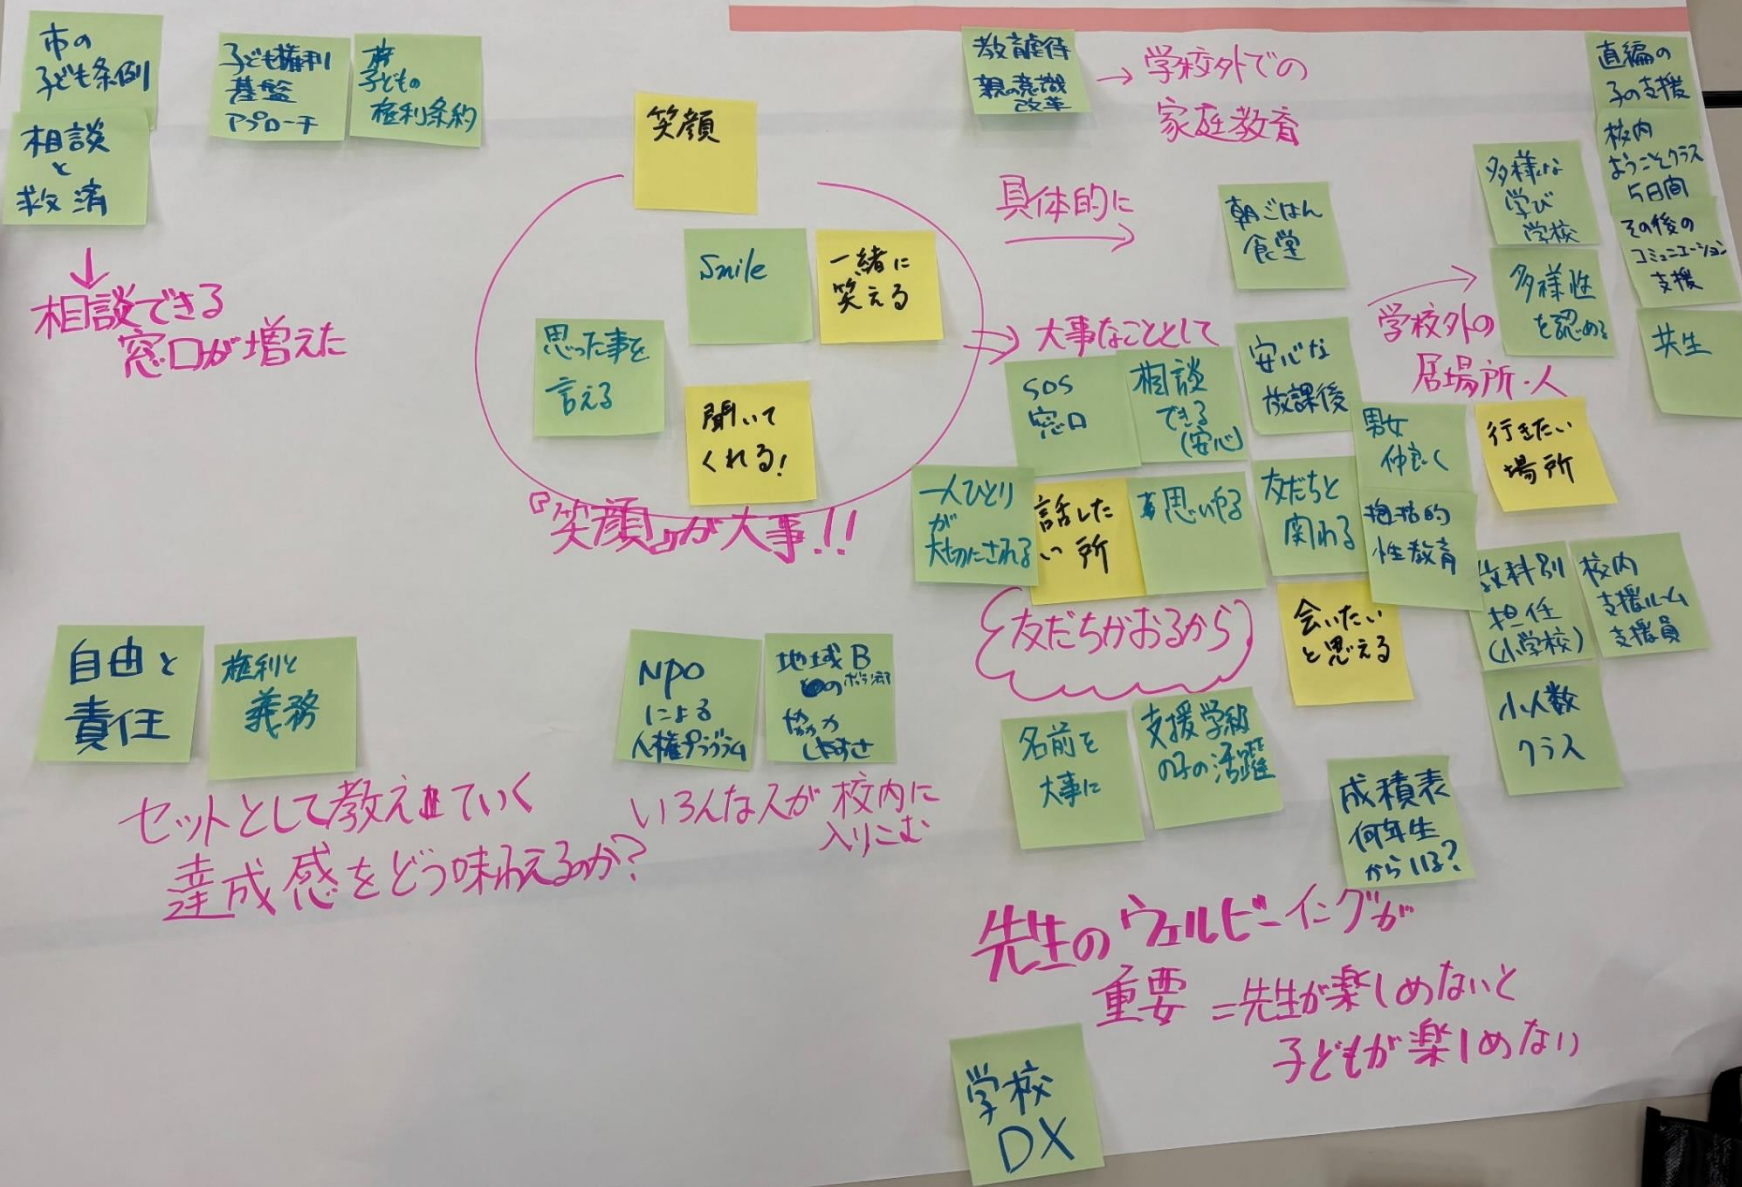 市の
子ども条例
相談
と
救済
相談できる
窓口が増えた
子ども権利
基盤
アプローチ
子どもの
権利条約
笑顔
Smile
一緒に
笑える
思った事を
言える
聞いて
くれる!
『笑顔』が大事!!
教育虐待
親の意識
改革
→学校外での
家庭教育
具体的に
朝ごはん
食堂
大事なこととして
SOS
窓口
相談
できる
(安心)
安心な
放課後
一人ひとり
が
大切にされる
話した
い所
思いやる
友だちと
関わる
男女
仲良く
包括的
性教育
友だちがおるから
会いたい
と思える
名前を
大事に
支援学級
の子の活躍
学校外の
居場所・人
多様な
学び
学校
多様性
を認める
行きたい
場所
直編の
子の支援
校内
ようこそクラス
5日間
その後の
コミュニケーション
支援
共生
教科別
担任
(小学校)
校内
支援ルーム
支援員
小人数
クラス
成積表
何年生
からいる?
自由と
責任
権利と
義務
セットとして教えていく
達成感をどう味わえるのか?
NPO
による
人権プログラム
地域B
の
協力
しやすさ
いろんな人が校内に
入りこむ
先生のウェルビーイングが
重要=先生が楽しめないと
子どもが楽しめない
学校
DX